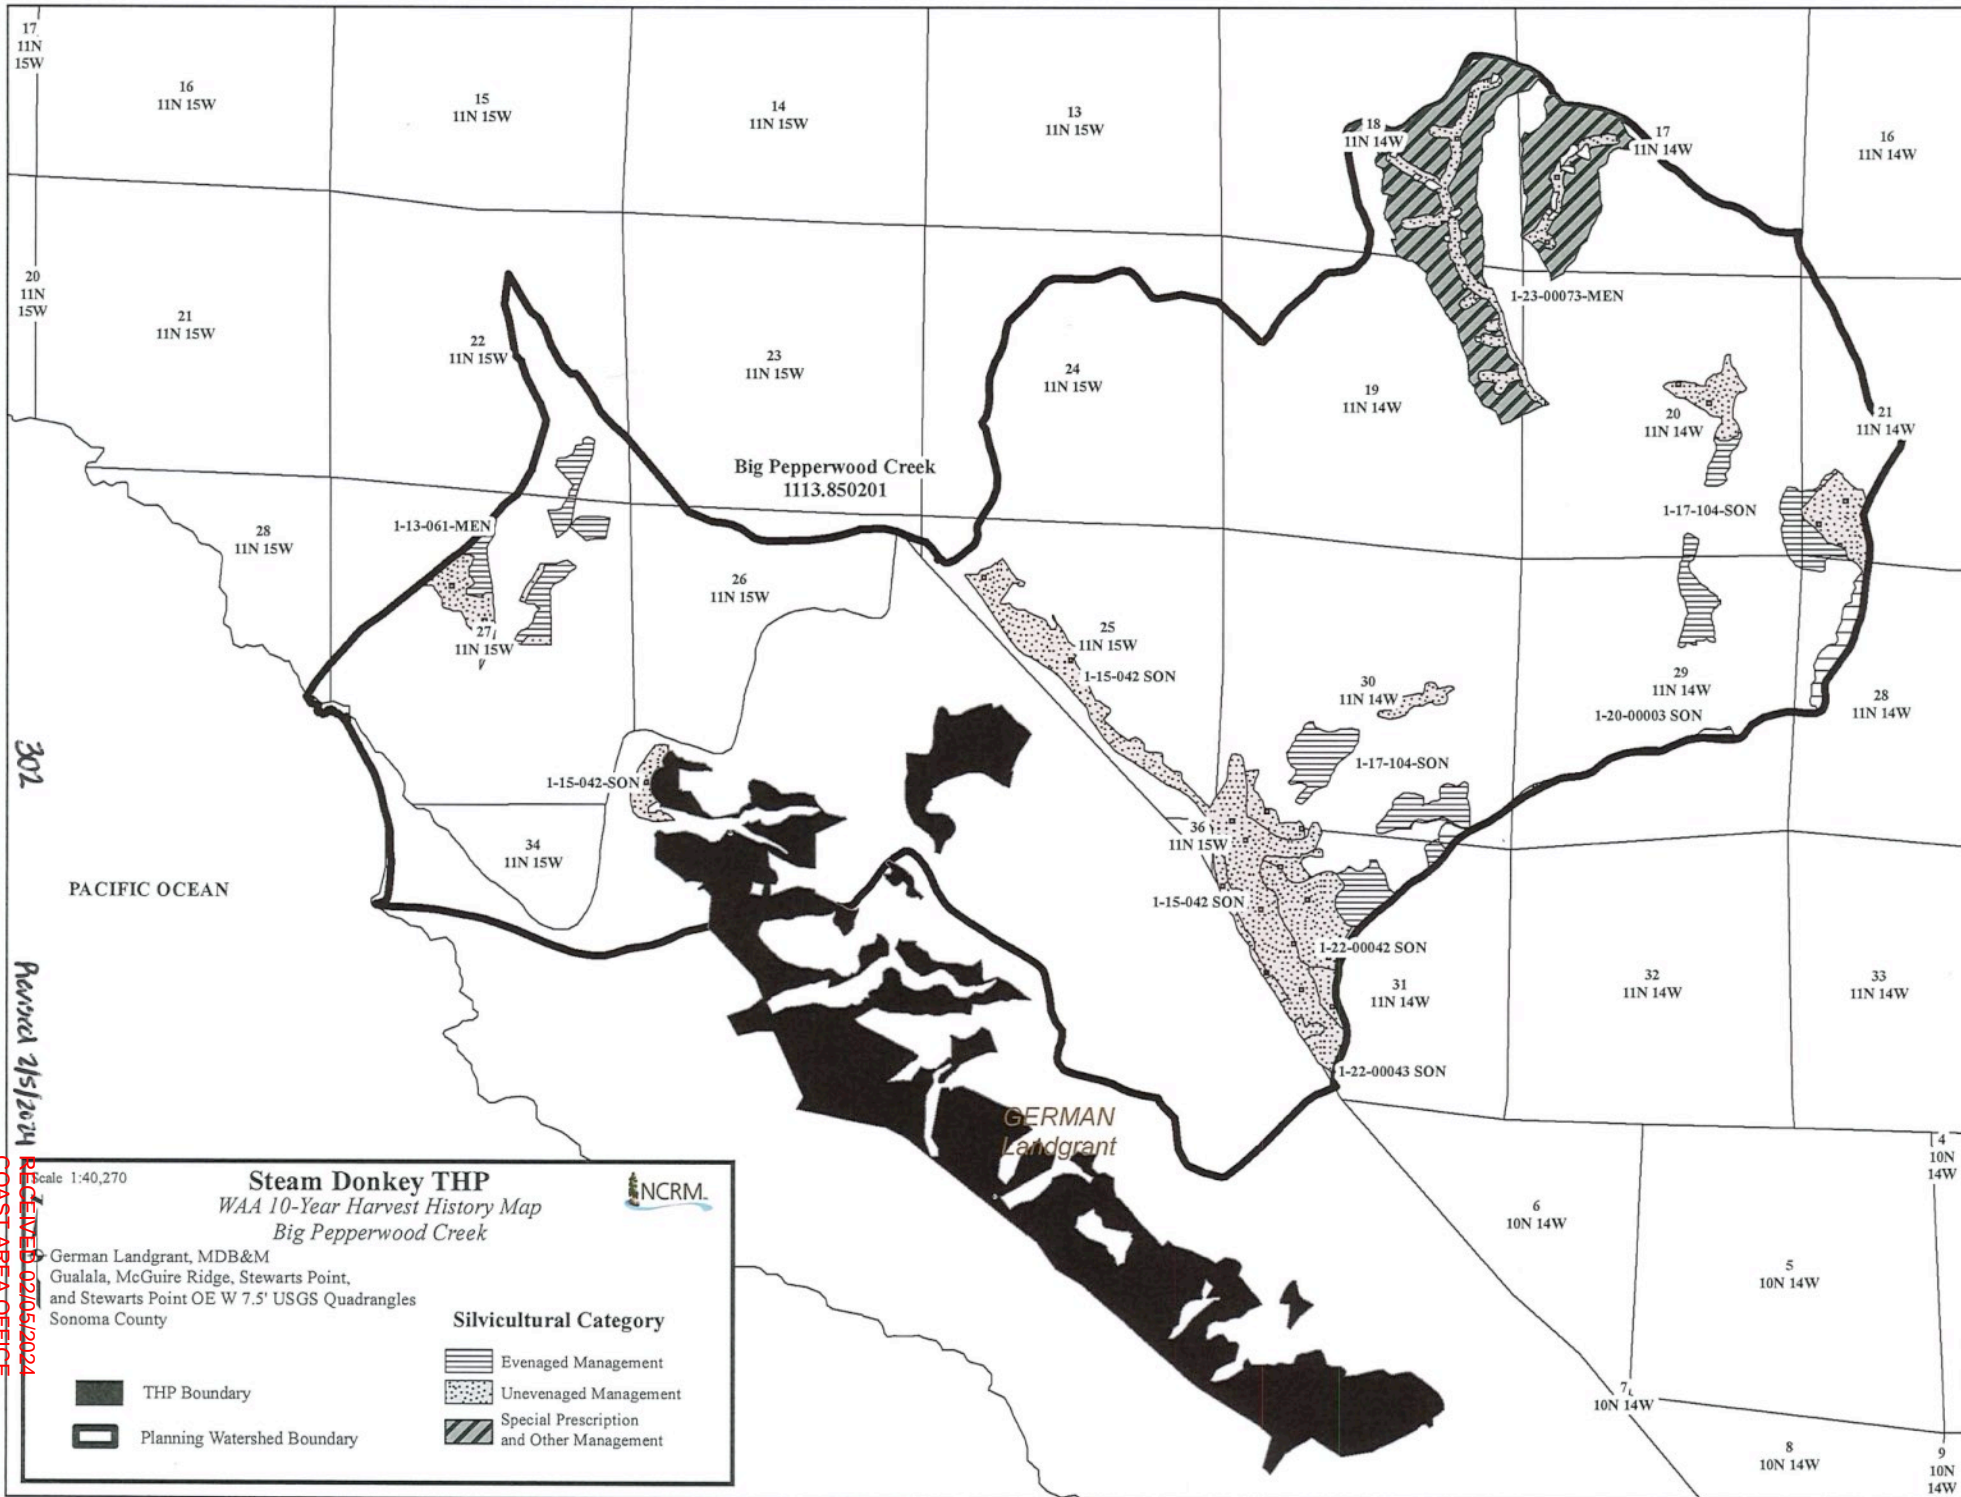 17
11N
15W
16
11N 15W
15
11N 15W
14
11N 15W
13
11N 15W
18
11N 14W
17
11N 14W
16
11N 14W
20
11N
15W
21
11N 15W
22
11N 15W
23
11N 15W
24
11N 15W
19
11N 14W
1-23-00073-MEN
20
11N 14W
21
11N 14W
Big Pepperwood Creek
1113.850201
1-17-104-SON
28
11N 15W
1-13-061-MEN
27
11N 15W
26
11N 15W
25
11N 15W
1-15-042 SON
30
11N 14W
29
11N 14W
1-20-00003 SON
28
11N 14W
1-17-104-SON
1-15-042-SON
34
11N 15W
36
11N 15W
1-15-042 SON
1-22-00042 SON
31
11N 14W
32
11N 14W
33
11N 14W
1-22-00043 SON
PACIFIC OCEAN
GERMAN
Landgrant
4
10N
14W
6
10N 14W
5
10N 14W
7
10N 14W
8
10N 14W
9
10N
14W
302
2/5/2024
RECEIVED 02/05/2024
COAST AREA OFFICE
Scale 1:40,270
Steam Donkey THP
WAA 10-Year Harvest History Map
Big Pepperwood Creek
NCRM
German Landgrant, MDB&M
Gualala, McGuire Ridge, Stewarts Point,
and Stewarts Point OE W 7.5' USGS Quadrangles
Sonoma County
THP Boundary
Planning Watershed Boundary
Silvicultural Category
Evenaged Management
Unevenaged Management
Special Prescription
and Other Management